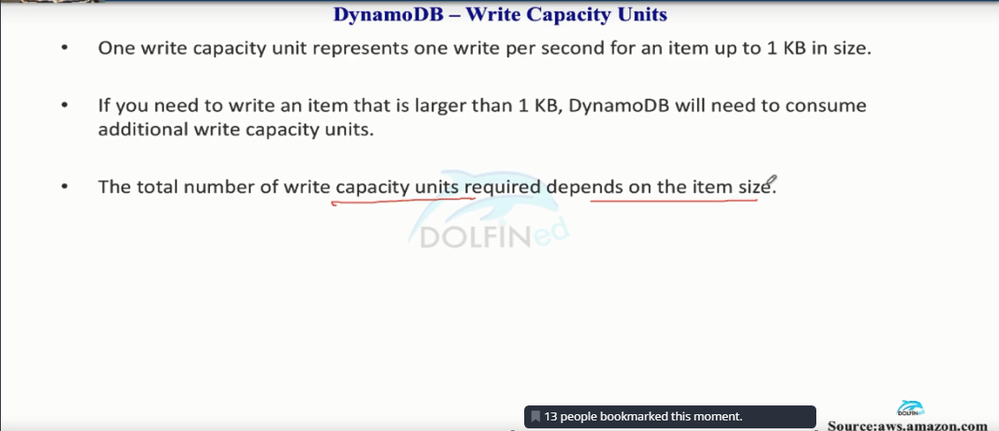 DynamoDB – Write Capacity Units
• One write capacity unit represents one write per second for an item up to 1 KB in size.
• If you need to write an item that is larger than 1 KB, DynamoDB will need to consume
additional write capacity units.
• The total number of write capacity units required depends on the item size.
DOLFINed
13 people bookmarked this moment.
DOLFINed
Source:aws.amazon.com